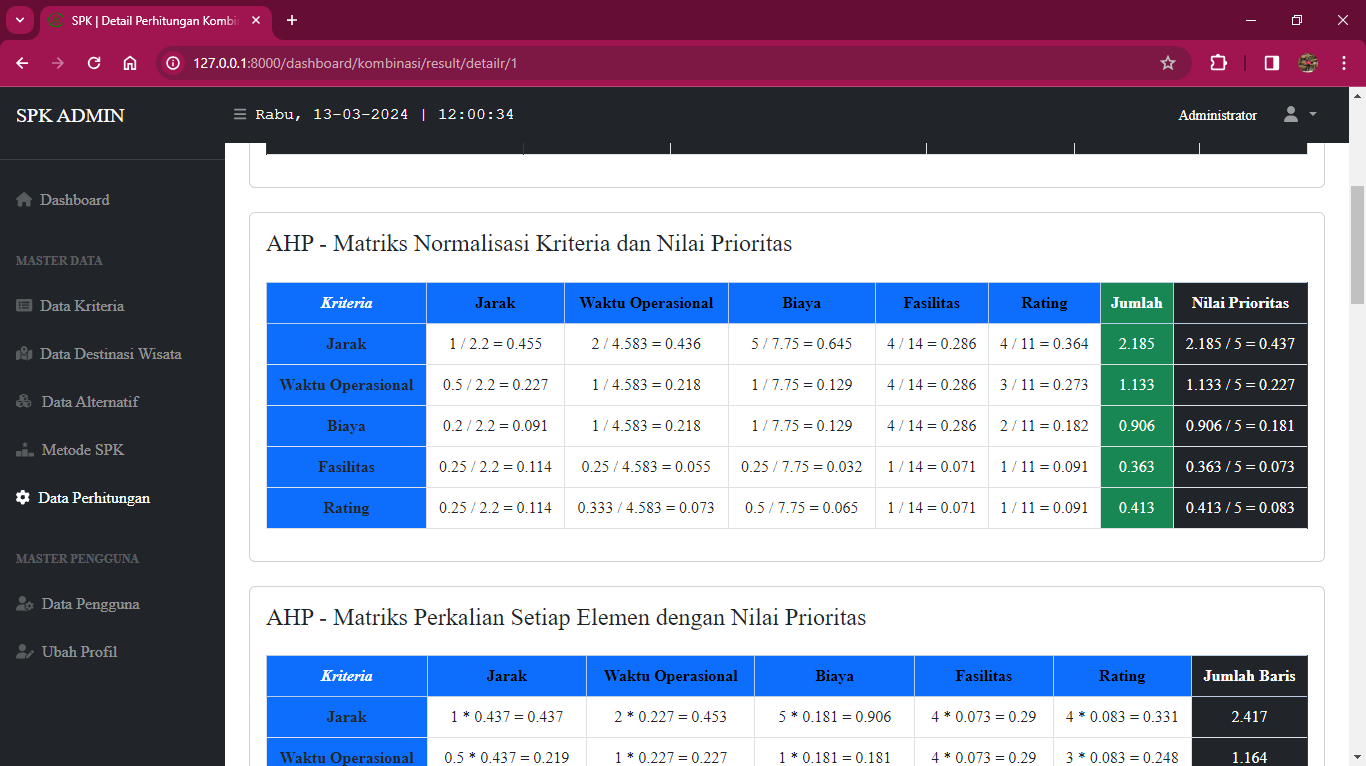 SPK | Detail Perhitungan Kombi
127.0.0.1:8000/dashboard/kombinasi/result/detailr/1
SPK ADMIN
Rabu, 13-03-2024 | 12:00:34
Administrator
Dashboard
MASTER DATA
Data Kriteria
Data Destinasi Wisata
Data Alternatif
Metode SPK
Data Perhitungan
MASTER PENGGUNA
Data Pengguna
Ubah Profil
AHP - Matriks Normalisasi Kriteria dan Nilai Prioritas
Kriteria Jarak Waktu Operasional Biaya Fasilitas Rating Jumlah Nilai Prioritas
Jarak 1 / 2.2 = 0.455 2 / 4.583 = 0.436 5 / 7.75 = 0.645 4 / 14 = 0.286 4 / 11 = 0.364 2.185 2.185 / 5 = 0.437
Waktu Operasional 0.5 / 2.2 = 0.227 1 / 4.583 = 0.218 1 / 7.75 = 0.129 4 / 14 = 0.286 3 / 11 = 0.273 1.133 1.133 / 5 = 0.227
Biaya 0.2 / 2.2 = 0.091 1 / 4.583 = 0.218 1 / 7.75 = 0.129 4 / 14 = 0.286 2 / 11 = 0.182 0.906 0.906 / 5 = 0.181
Fasilitas 0.25 / 2.2 = 0.114 0.25 / 4.583 = 0.055 0.25 / 7.75 = 0.032 1 / 14 = 0.071 1 / 11 = 0.091 0.363 0.363 / 5 = 0.073
Rating 0.25 / 2.2 = 0.114 0.333 / 4.583 = 0.073 0.5 / 7.75 = 0.065 1 / 14 = 0.071 1 / 11 = 0.091 0.413 0.413 / 5 = 0.083
AHP - Matriks Perkalian Setiap Elemen dengan Nilai Prioritas
Kriteria Jarak Waktu Operasional Biaya Fasilitas Rating Jumlah Baris
Jarak 1 * 0.437 = 0.437 2 * 0.227 = 0.453 5 * 0.181 = 0.906 4 * 0.073 = 0.29 4 * 0.083 = 0.331 2.417
Waktu Operasional 0.5 * 0.437 = 0.219 1 * 0.227 = 0.227 1 * 0.181 = 0.181 4 * 0.073 = 0.29 3 * 0.083 = 0.248 1.164